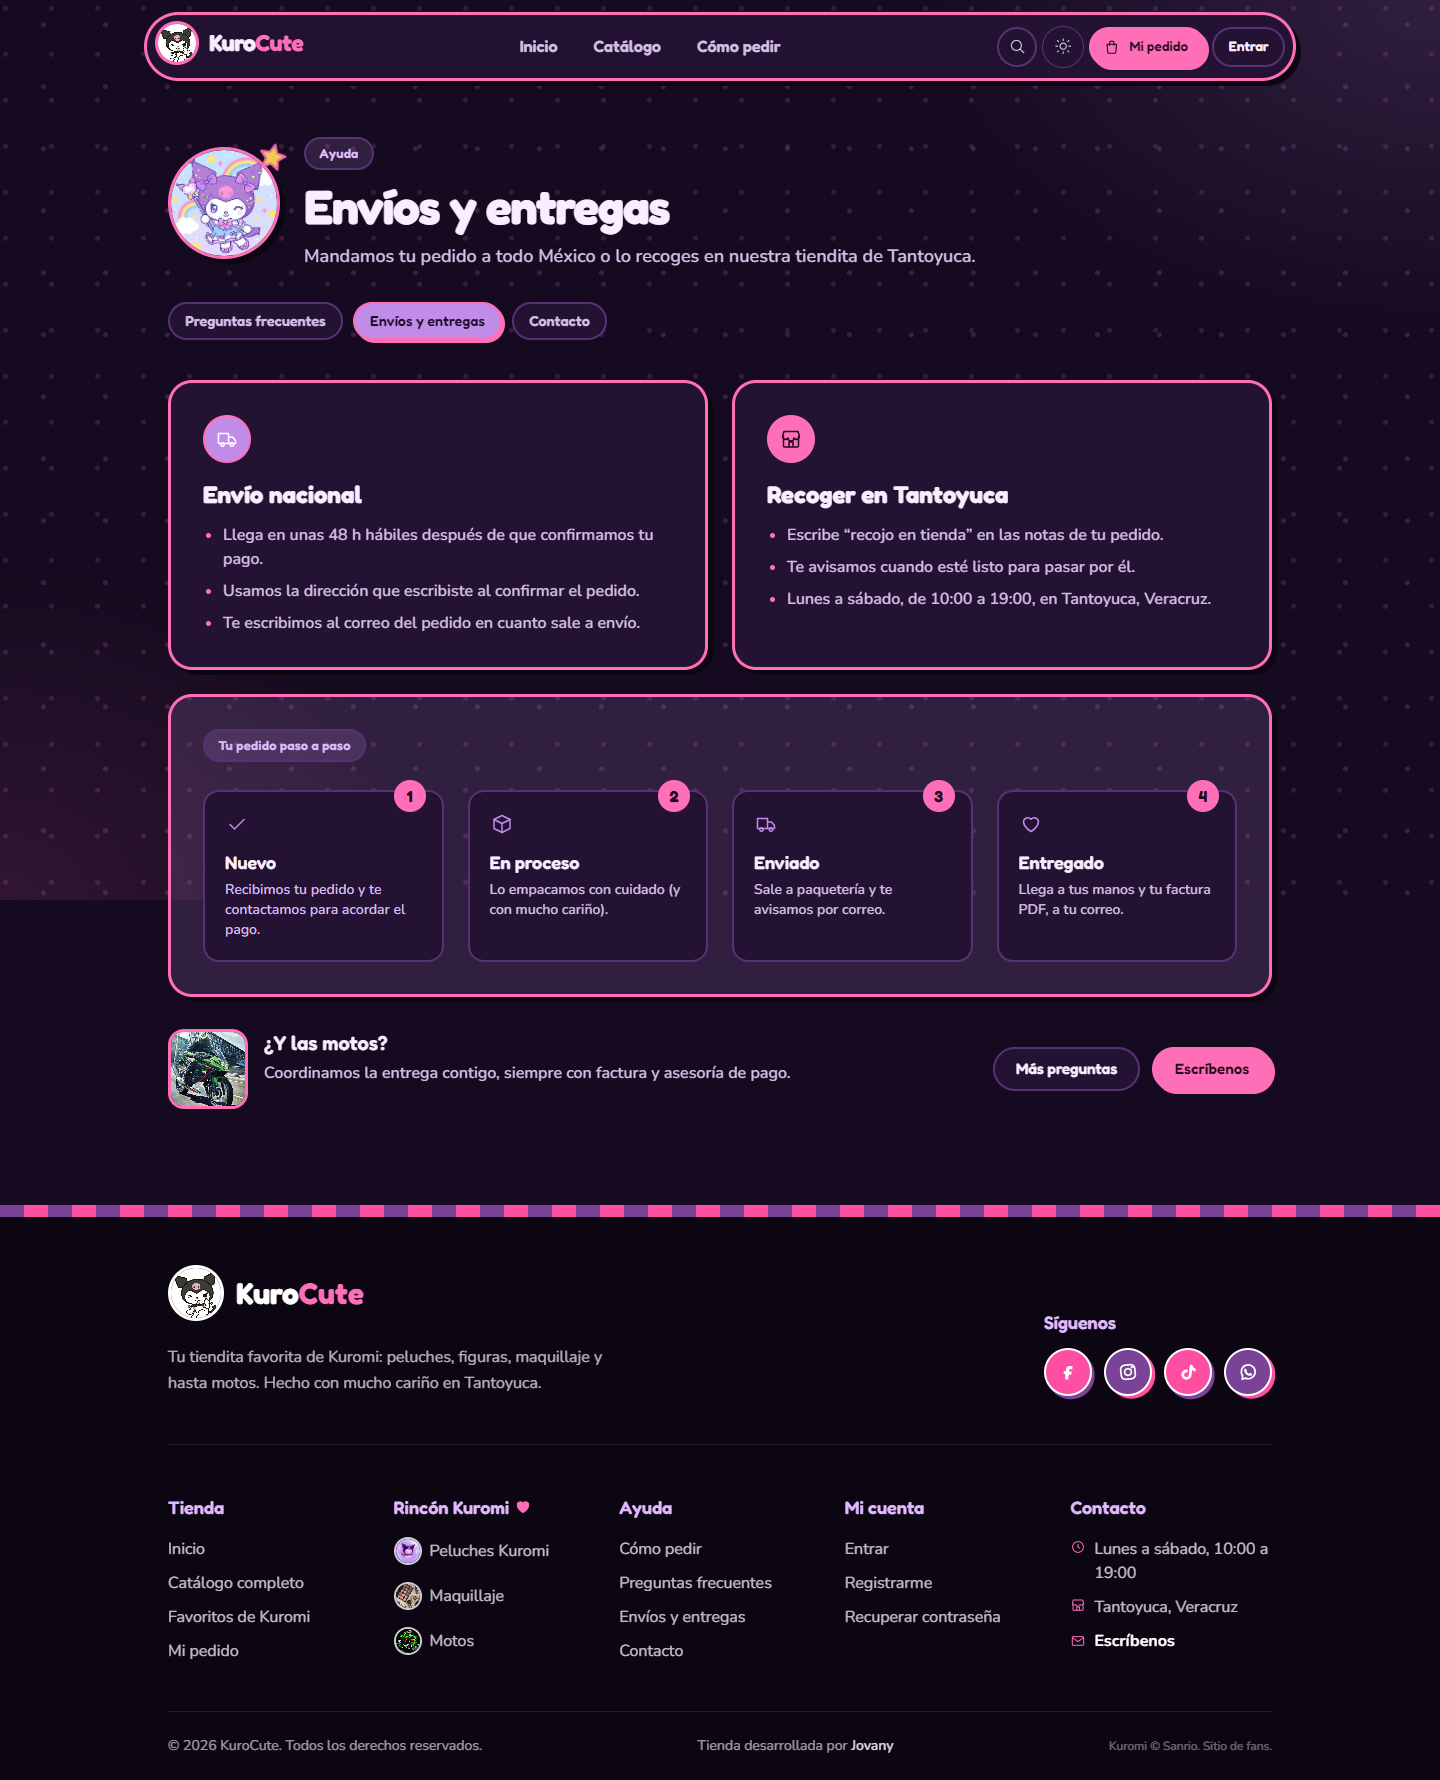 KuroCute
Inicio
Catálogo
Cómo pedir
Mi pedido
Entrar
Ayuda
Envíos y entregas
Mandamos tu pedido a todo México o lo recoges en nuestra tiendita de Tantoyuca.
Preguntas frecuentes
Envíos y entregas
Contacto
Envío nacional
Llega en unas 48 h hábiles después de que confirmamos tu
pago.
Usamos la dirección que escribiste al confirmar el pedido.
Te escribimos al correo del pedido en cuanto sale a envío.
Recoger en Tantoyuca
Escribe “recojo en tienda” en las notas de tu pedido.
Te avisamos cuando esté listo para pasar por él.
Lunes a sábado, de 10:00 a 19:00, en Tantoyuca, Veracruz.
Tu pedido paso a paso
1
Nuevo
Recibimos tu pedido y te
contactamos para acordar el
pago.
2
En proceso
Lo empacamos con cuidado (y
con mucho cariño).
3
Enviado
Sale a paquetería y te
avisamos por correo.
4
Entregado
Llega a tus manos y tu factura
PDF, a tu correo.
¿Y las motos?
Coordinamos la entrega contigo, siempre con factura y asesoría de pago.
Más preguntas
Escríbenos
KuroCute
Tu tiendita favorita de Kuromi: peluches, figuras, maquillaje y
hasta motos. Hecho con mucho cariño en Tantoyuca.
Síguenos
Tienda
Inicio
Catálogo completo
Favoritos de Kuromi
Mi pedido
Rincón Kuromi
Peluches Kuromi
Maquillaje
Motos
Ayuda
Cómo pedir
Preguntas frecuentes
Envíos y entregas
Contacto
Mi cuenta
Entrar
Registrarme
Recuperar contraseña
Contacto
Lunes a sábado, 10:00 a
19:00
Tantoyuca, Veracruz
Escríbenos
© 2026 KuroCute. Todos los derechos reservados.
Tienda desarrollada por Jovany
Kuromi © Sanrio. Sitio de fans.